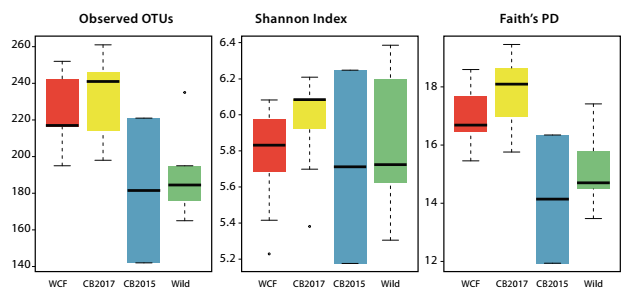 Observed OTUs
Shannon Index
Faith's PD
260
240
220
200
180
160
140
WCF
CB2017
CB2015
Wild
6.4
6.2
6.0
5.8
5.6
5.4
5.2
WCF
CB2017
CB2015
Wild
18
16
14
12
WCF
CB2017
CB2015
Wild